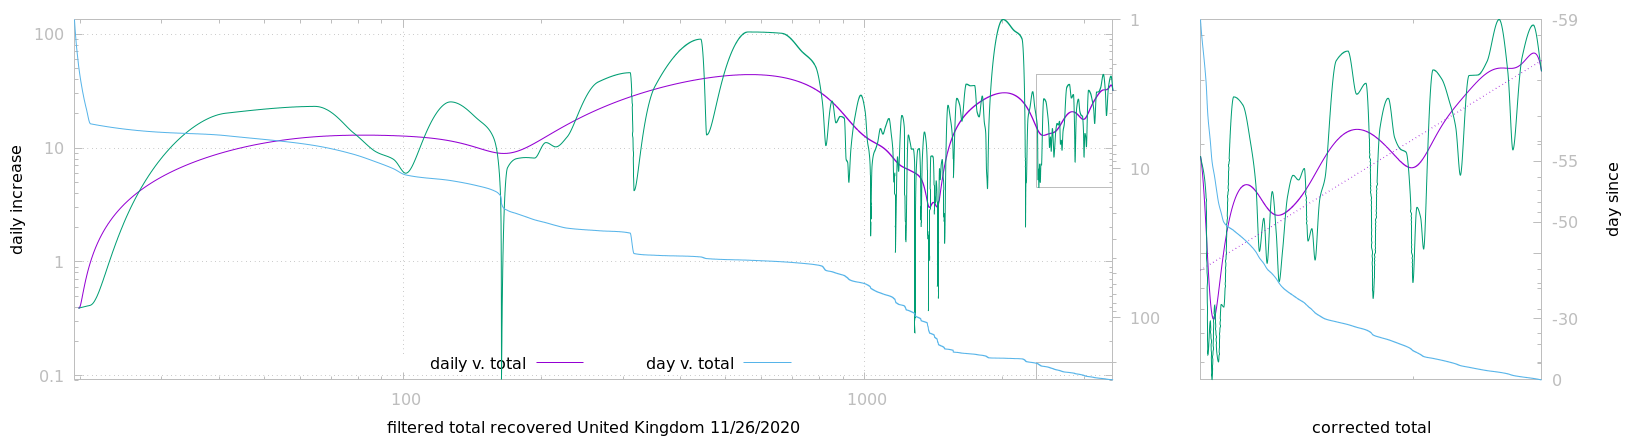 daily increase
100
10
1
0.1
daily v. total
day v. total
100
1000
filtered total recovered United Kingdom 11/26/2020
1
10
100
-59
-55
-50
-30
0
day since
corrected total